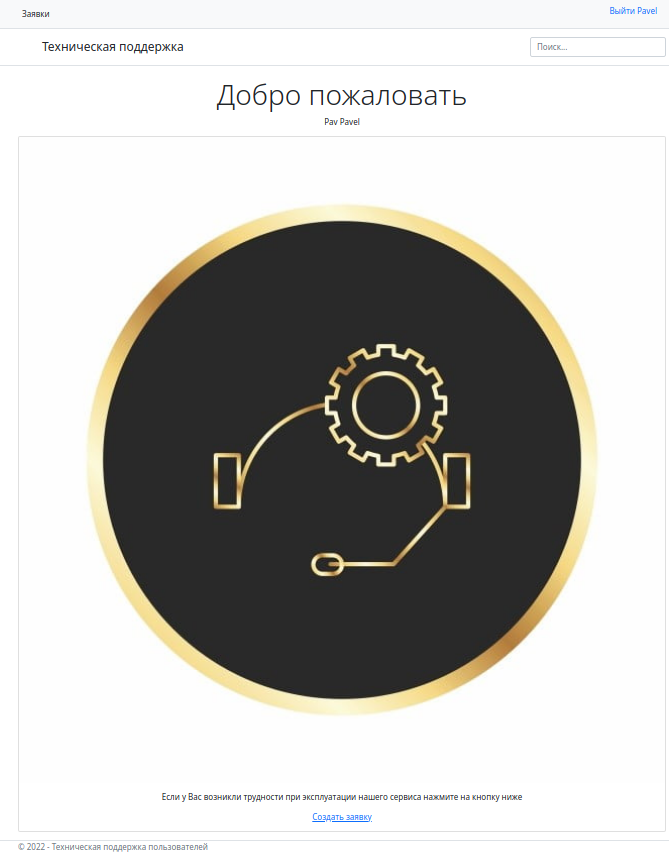 Заявки
Выйти Pavel
Техническая поддержка
Поиск...
Добро пожаловать
Pav Pavel
Если у Вас возникли трудности при эксплуатации нашего сервиса нажмите на кнопку ниже
Создать заявку
© 2022 - Техническая поддержка пользователей